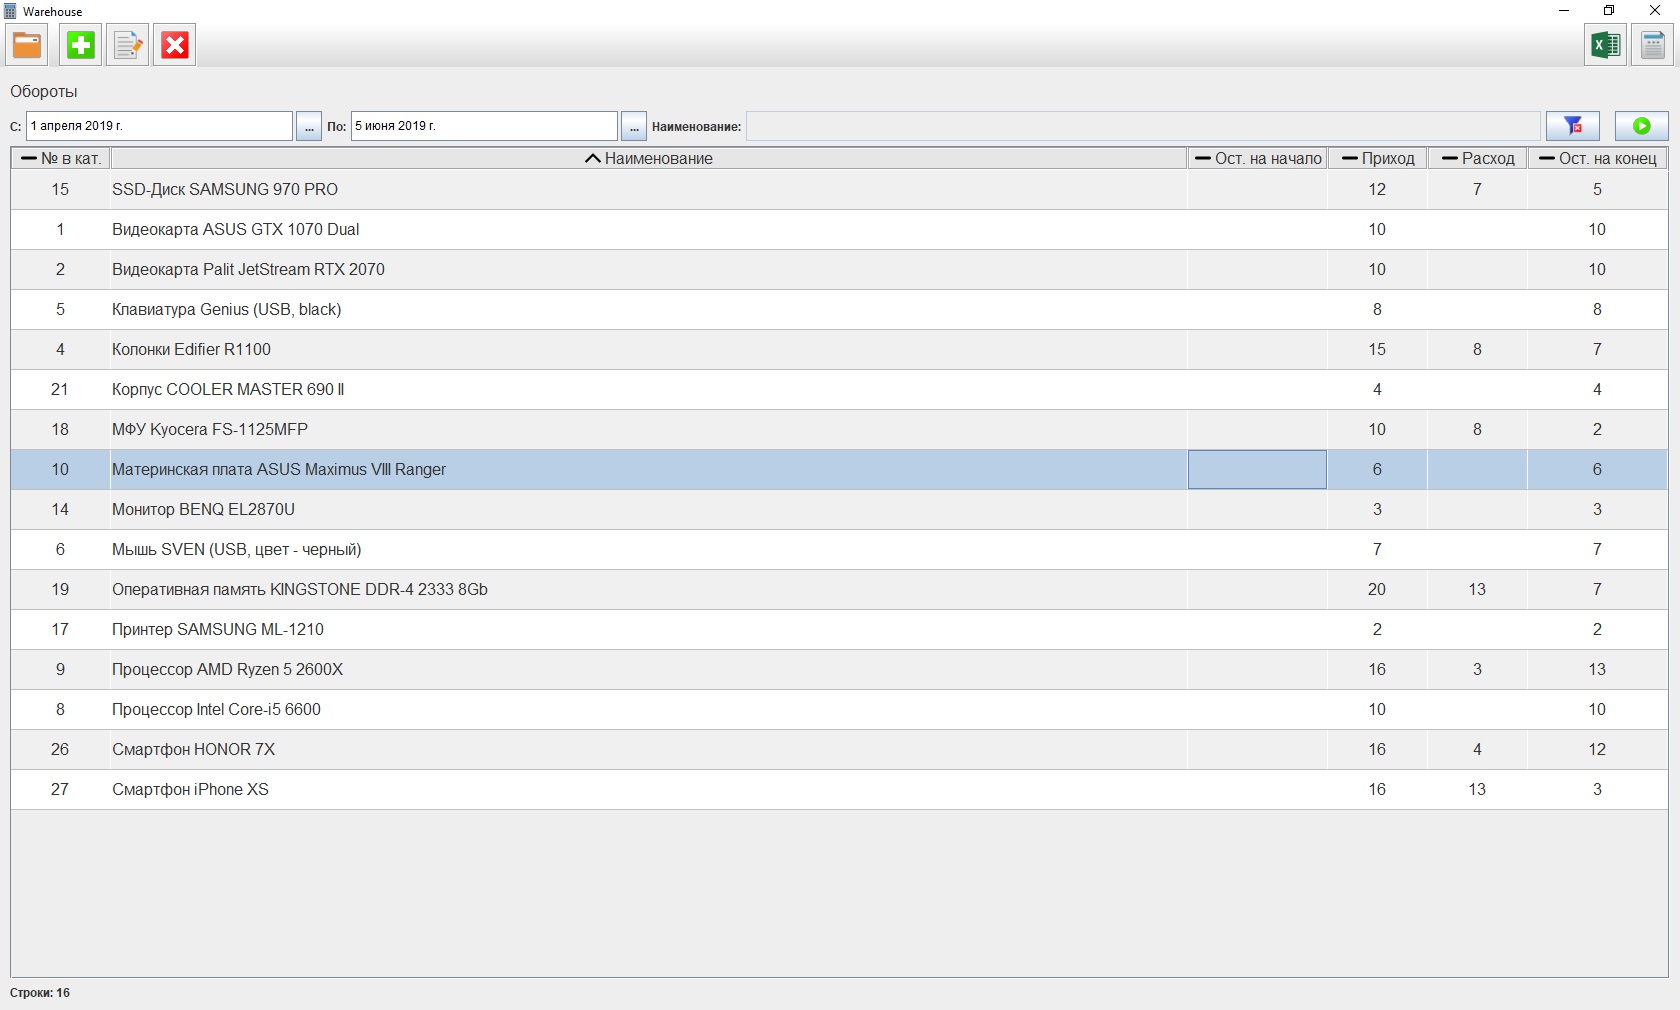 Warehouse
Обороты
С: 1 апреля 2019 г. ... По: 5 июня 2019 г. ... Наименование:
№ в кат. Наименование Ост. на начало Приход Расход Ост. на конец
15 SSD-Диск SAMSUNG 970 PRO 12 7 5
1 Видеокарта ASUS GTX 1070 Dual 10 10
2 Видеокарта Palit JetStream RTX 2070 10 10
5 Клавиатура Genius (USB, black) 8 8
4 Колонки Edifier R1100 15 8 7
21 Корпус COOLER MASTER 690 II 4 4
18 МФУ Kyocera FS-1125MFP 10 8 2
10 Материнская плата ASUS Maximus VIII Ranger 6 6
14 Монитор BENQ EL2870U 3 3
6 Мышь SVEN (USB, цвет - черный) 7 7
19 Оперативная память KINGSTONE DDR-4 2333 8Gb 20 13 7
17 Принтер SAMSUNG ML-1210 2 2
9 Процессор AMD Ryzen 5 2600X 16 3 13
8 Процессор Intel Core-i5 6600 10 10
26 Смартфон HONOR 7X 16 4 12
27 Смартфон iPhone XS 16 13 3
Строки: 16